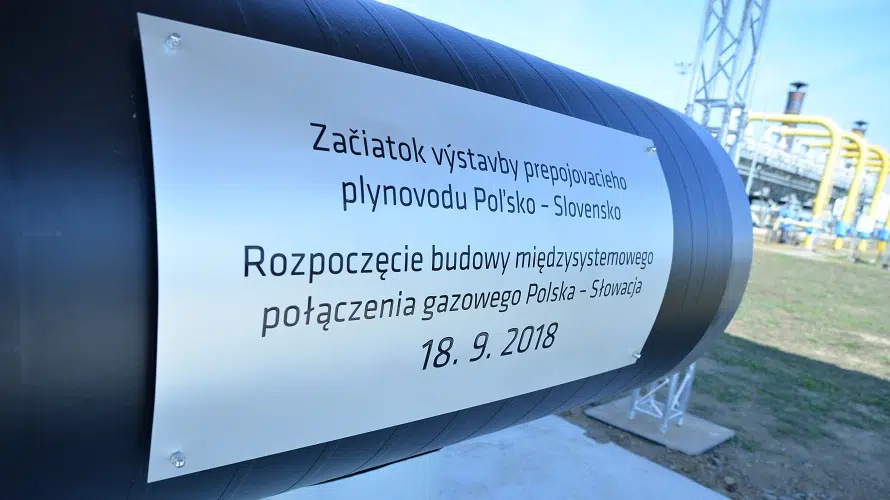 Začiatok výstavby prepojovacieho
plynovodu Poľsko - Slovensko
Rozpoczęcie budowy międzysystemowego
połączenia gazowego Polska - Słowacja
18. 9. 2018